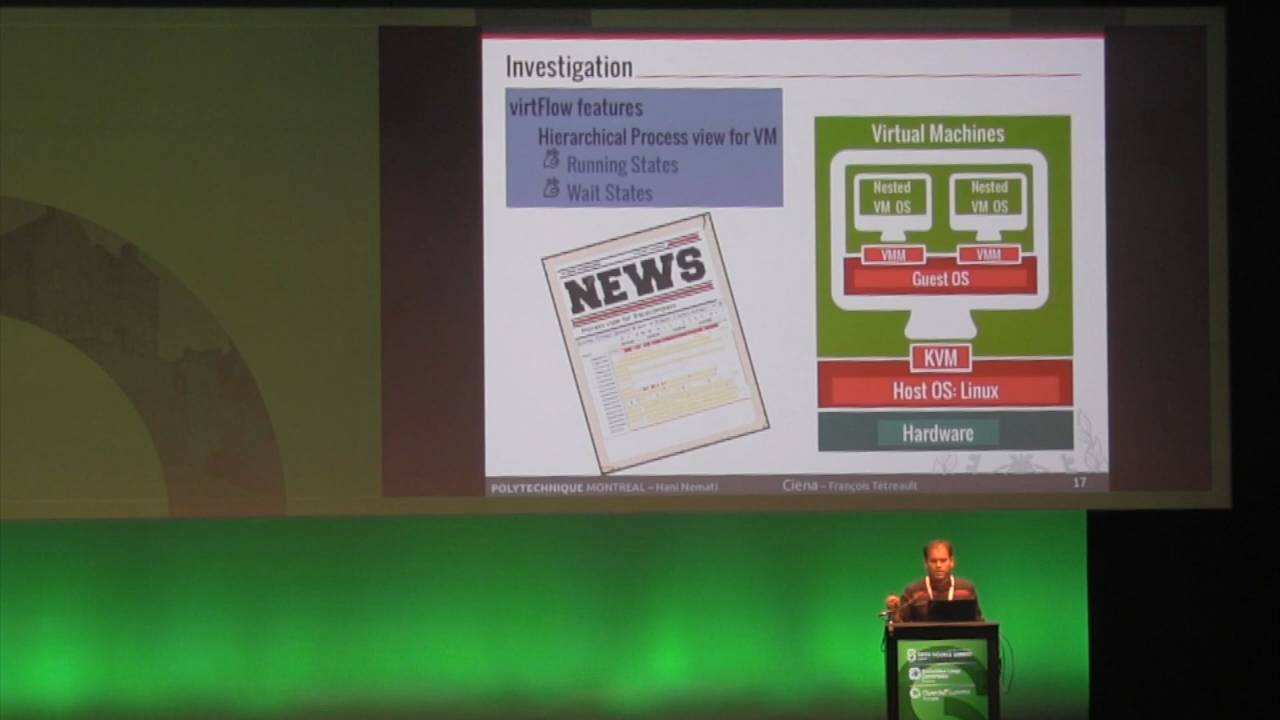 Investigation
virtFlow features
Hierarchical Process view for VM
Running States
Wait States
NEWS
Virtual Machines
Nested
VM OS
Nested
VM OS
VMM
VMM
Guest OS
KVM
Host OS: Linux
Hardware
POLYTECHNIQUE MONTREAL – Hani Nemati
Ciena – François Tétreault
17